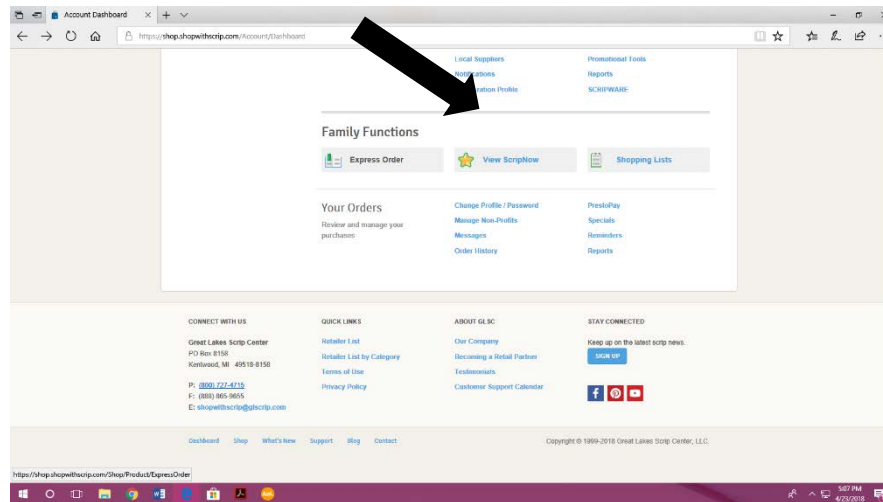 Account Dashboard
https://shop.shopwithscrip.com/Account/Dashboard
Local Suppliers
Promotional Tools
Reports
Profile
SCRIPWARE
Family Functions
Express Order
View ScripNow
Shopping Lists
Your Orders
Review and manage your
purchases
Change Profile / Password
PrestoPay
Manage Non-Profits
Specials
Messages
Reminders
Order History
Reports
CONNECT WITH US
Great Lakes Scrip Center
PO Box 8158
Kentwood, MI 49518-8158
P: (800) 727-4715
F: (888) 865-9655
E: shopwithscrip@glscrip.com
QUICK LINKS
Retailer List
Retailer List by Category
Terms of Use
Privacy Policy
ABOUT GLSC
Our Company
Becoming a Retail Partner
Testimonials
Customer Support Calendar
STAY CONNECTED
Keep up on the latest scrip news.
SIGN UP
Dashboard Shop What's New Support Blog Contact
Copyright © 1999-2018 Great Lakes Scrip Center, LLC.
https://shop.shopwithscrip.com/Shop/Product/ExpressOrder
5:07 PM
4/23/2018